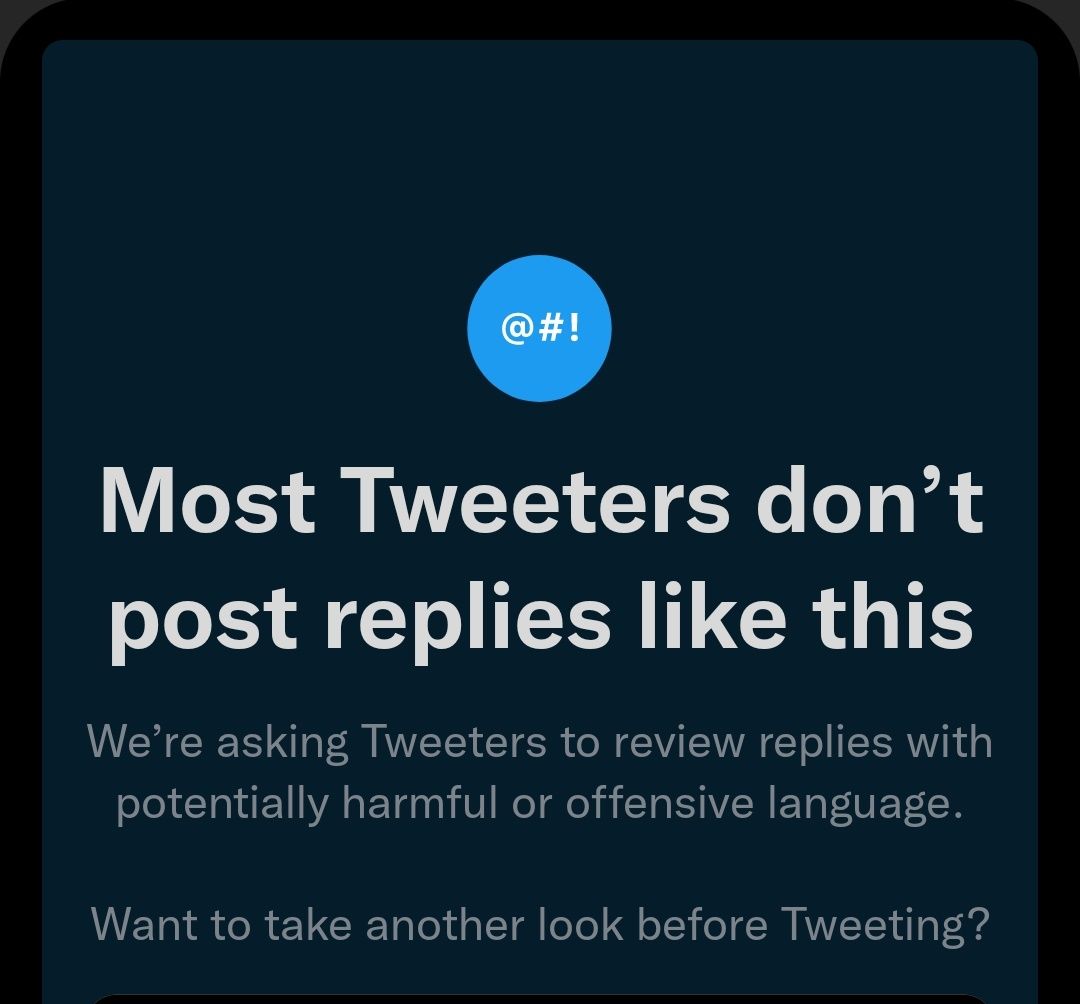 @#!
Most Tweeters don’t
post replies like this
We’re asking Tweeters to review replies with
potentially harmful or offensive language.
Want to take another look before Tweeting?